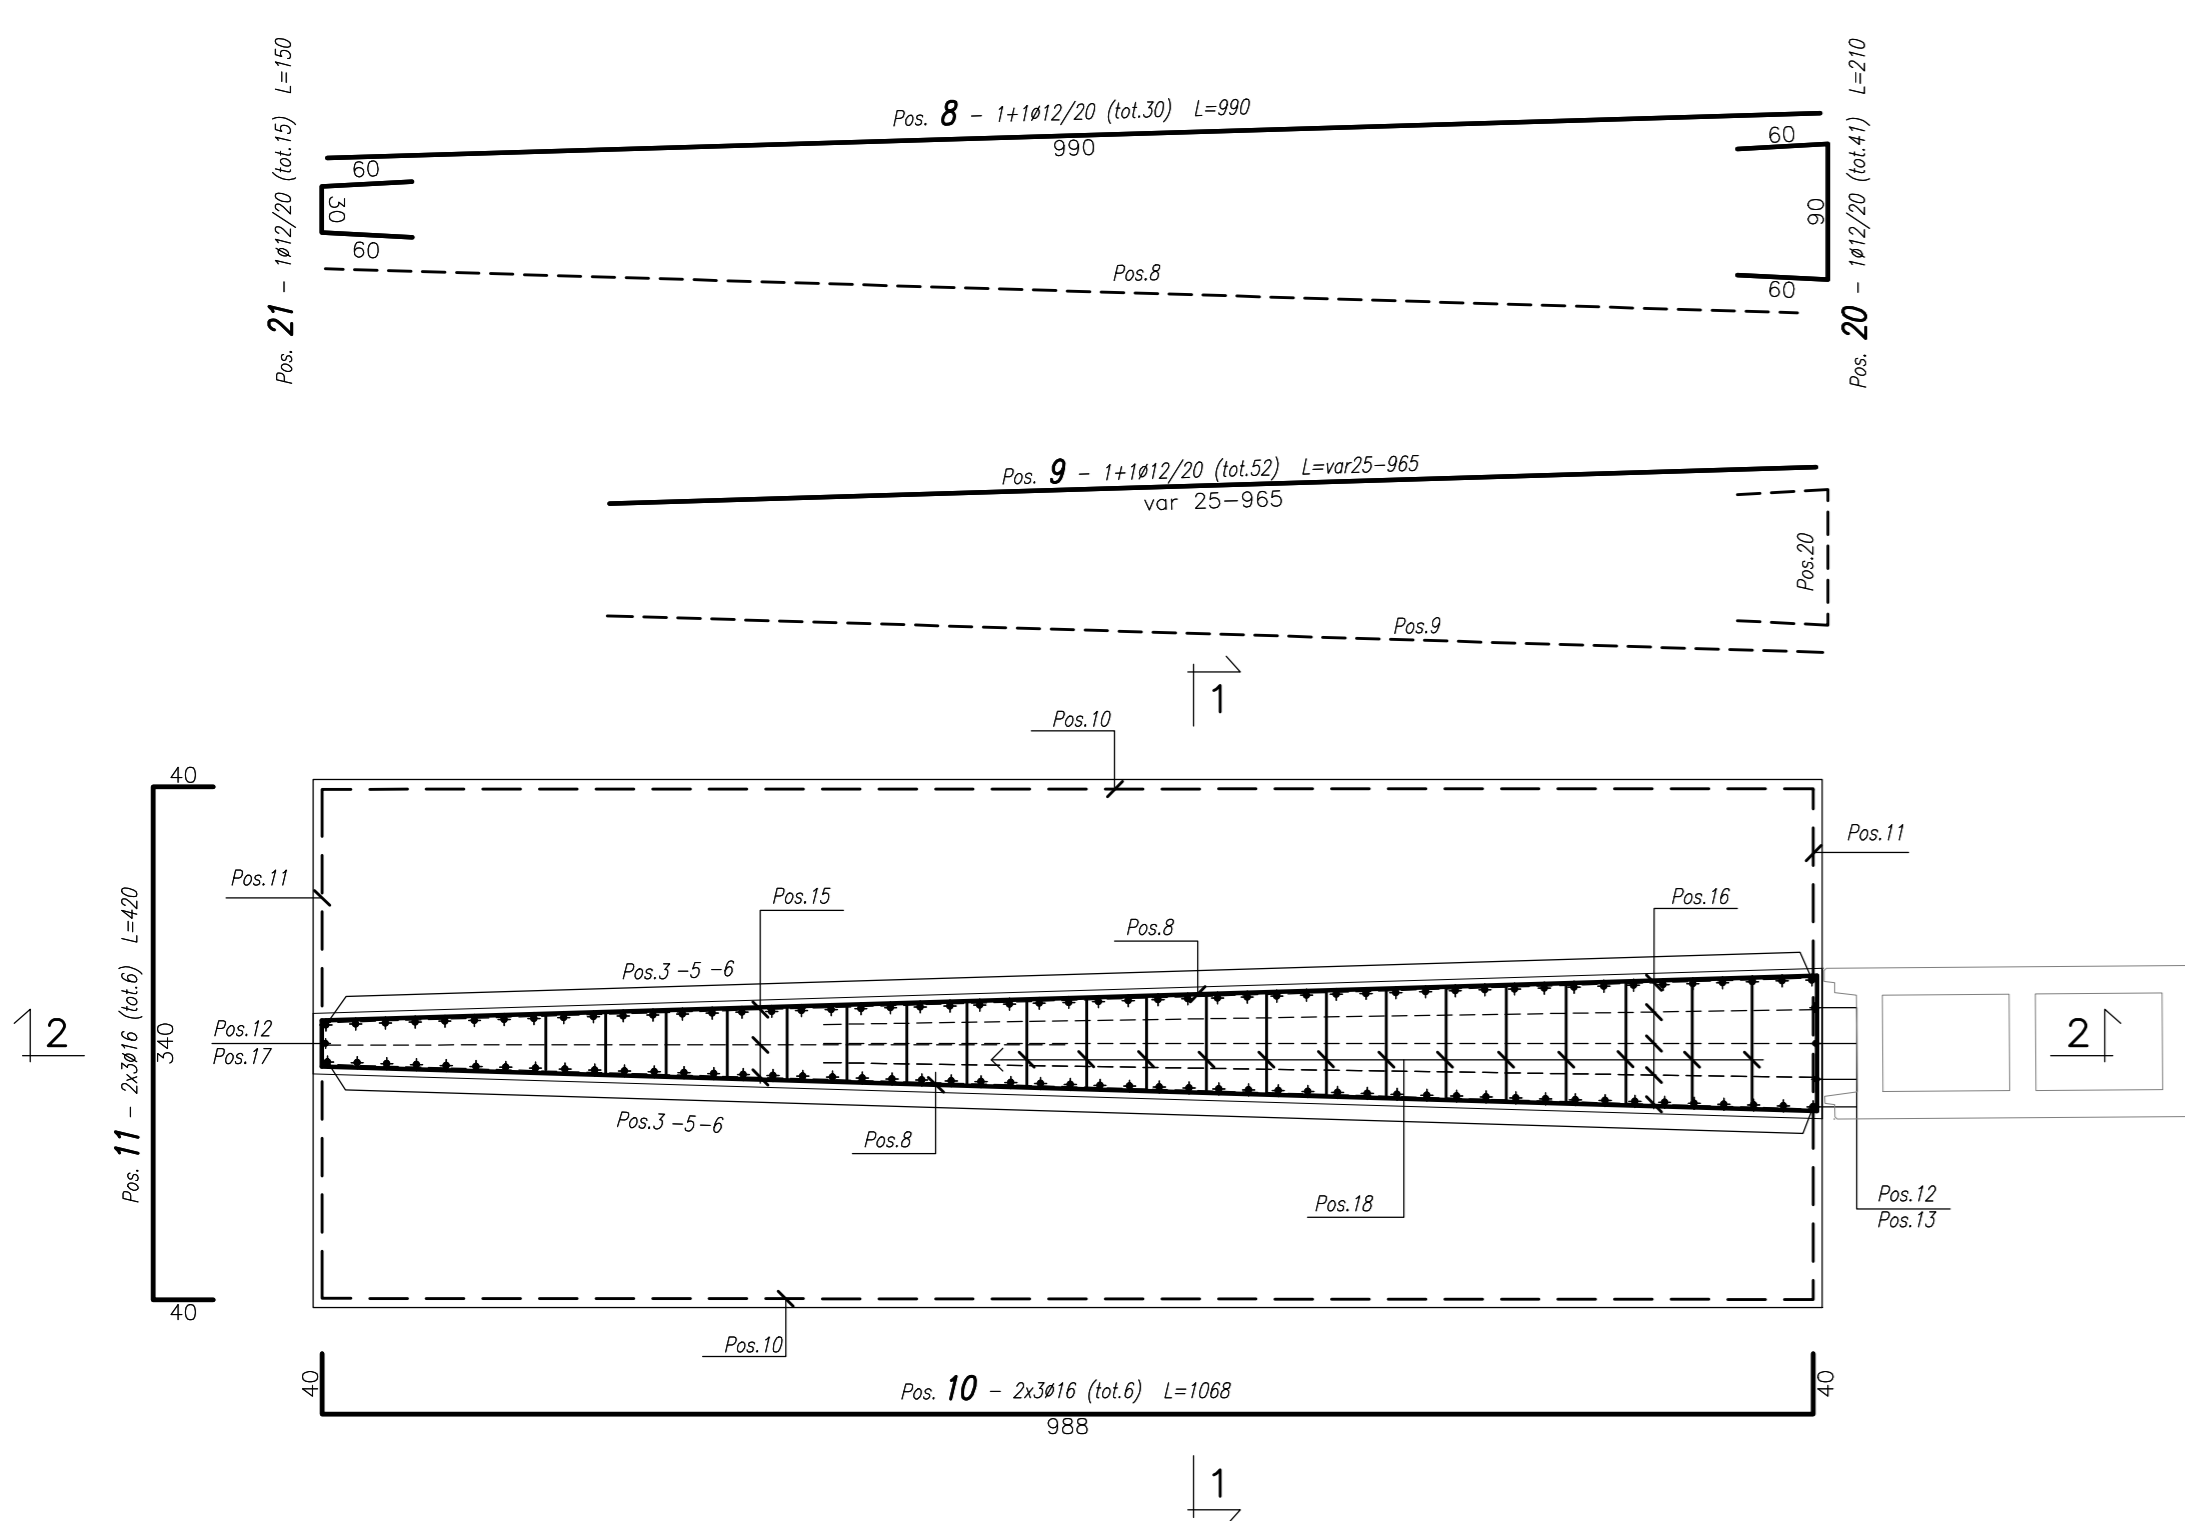 Pos. 21 - 1ø12/20 (tot.15) L=150
Pos. 8 - 1+1ø12/20 (tot.30) L=990
990
60
30
60
Pos.8
60
90
60
Pos. 20 - 1ø12/20 (tot.41) L=210
Pos. 9 - 1+1ø12/20 (tot.52) L=var25-965
var 25-965
Pos.20
Pos.9
1
Pos.10
40
Pos.11
Pos.11
Pos.15
Pos.16
Pos.8
Pos.3 -5 -6
2
Pos.12
Pos.17
340
Pos. 11 - 2x3ø16 (tot.6) L=420
2
Pos.3 -5-6
Pos.8
Pos.18
Pos.12
Pos.13
40
Pos.10
40
Pos. 10 - 2x3ø16 (tot.6) L=1068
40
988
1